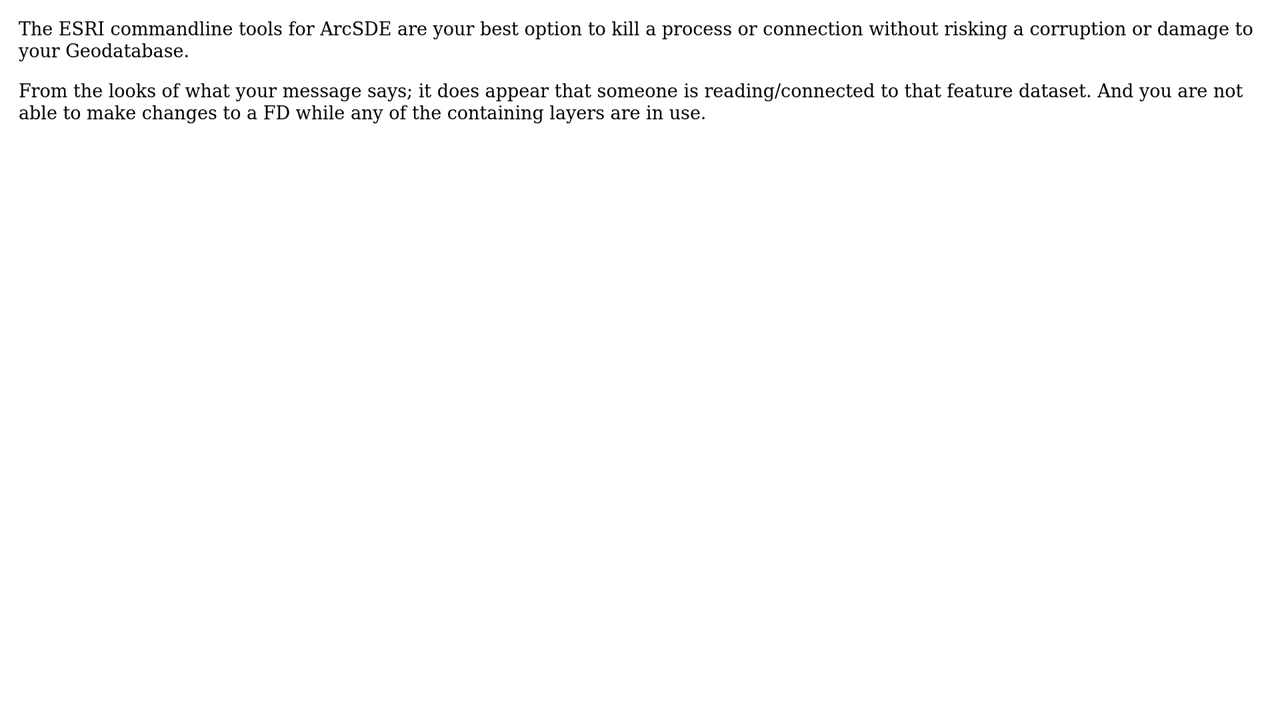 The ESRI commandline tools for ArcSDE are your best option to kill a process or connection without risking a corruption or damage to
your Geodatabase.
From the looks of what your message says; it does appear that someone is reading/connected to that feature dataset. And you are not
able to make changes to a FD while any of the containing layers are in use.